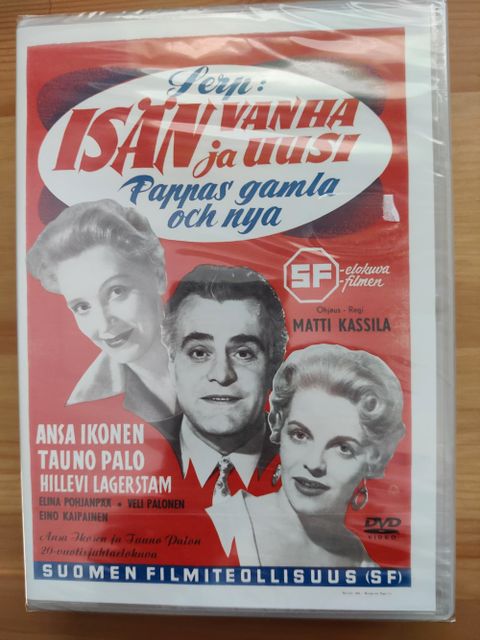 Serp:
ISÄN VANHA
ja UUSI
Pappas gamla
och nya
SF
-elokuva
-filmen
Ohjaus - Regi
MATTI KASSILA
ANSA IKONEN
TAUNO PALO
HILLEVI LAGERSTAM
ELINA POHJANPÄÄ • VELI PALONEN
EINO KAIPAINEN
Ansa Ikosen ja Tauno Palon
20-vuotisjuhlaelokuva
DVD
VIDEO
SUOMEN FILMITEOLLISUUS (SF)